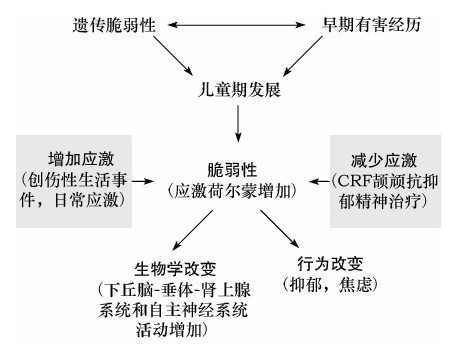 遗传脆弱性
早期有害经历
儿童期发展
增加应激
(创伤性生活事
件，日常应激)
脆弱性
(应激荷尔蒙增加)
减少应激
(CRF颉颃抗抑
郁精神治疗)
生物学改变
(下丘脑-垂体-肾上腺
系统和自主神经系统
活动增加)
行为改变
(抑郁，焦虑)